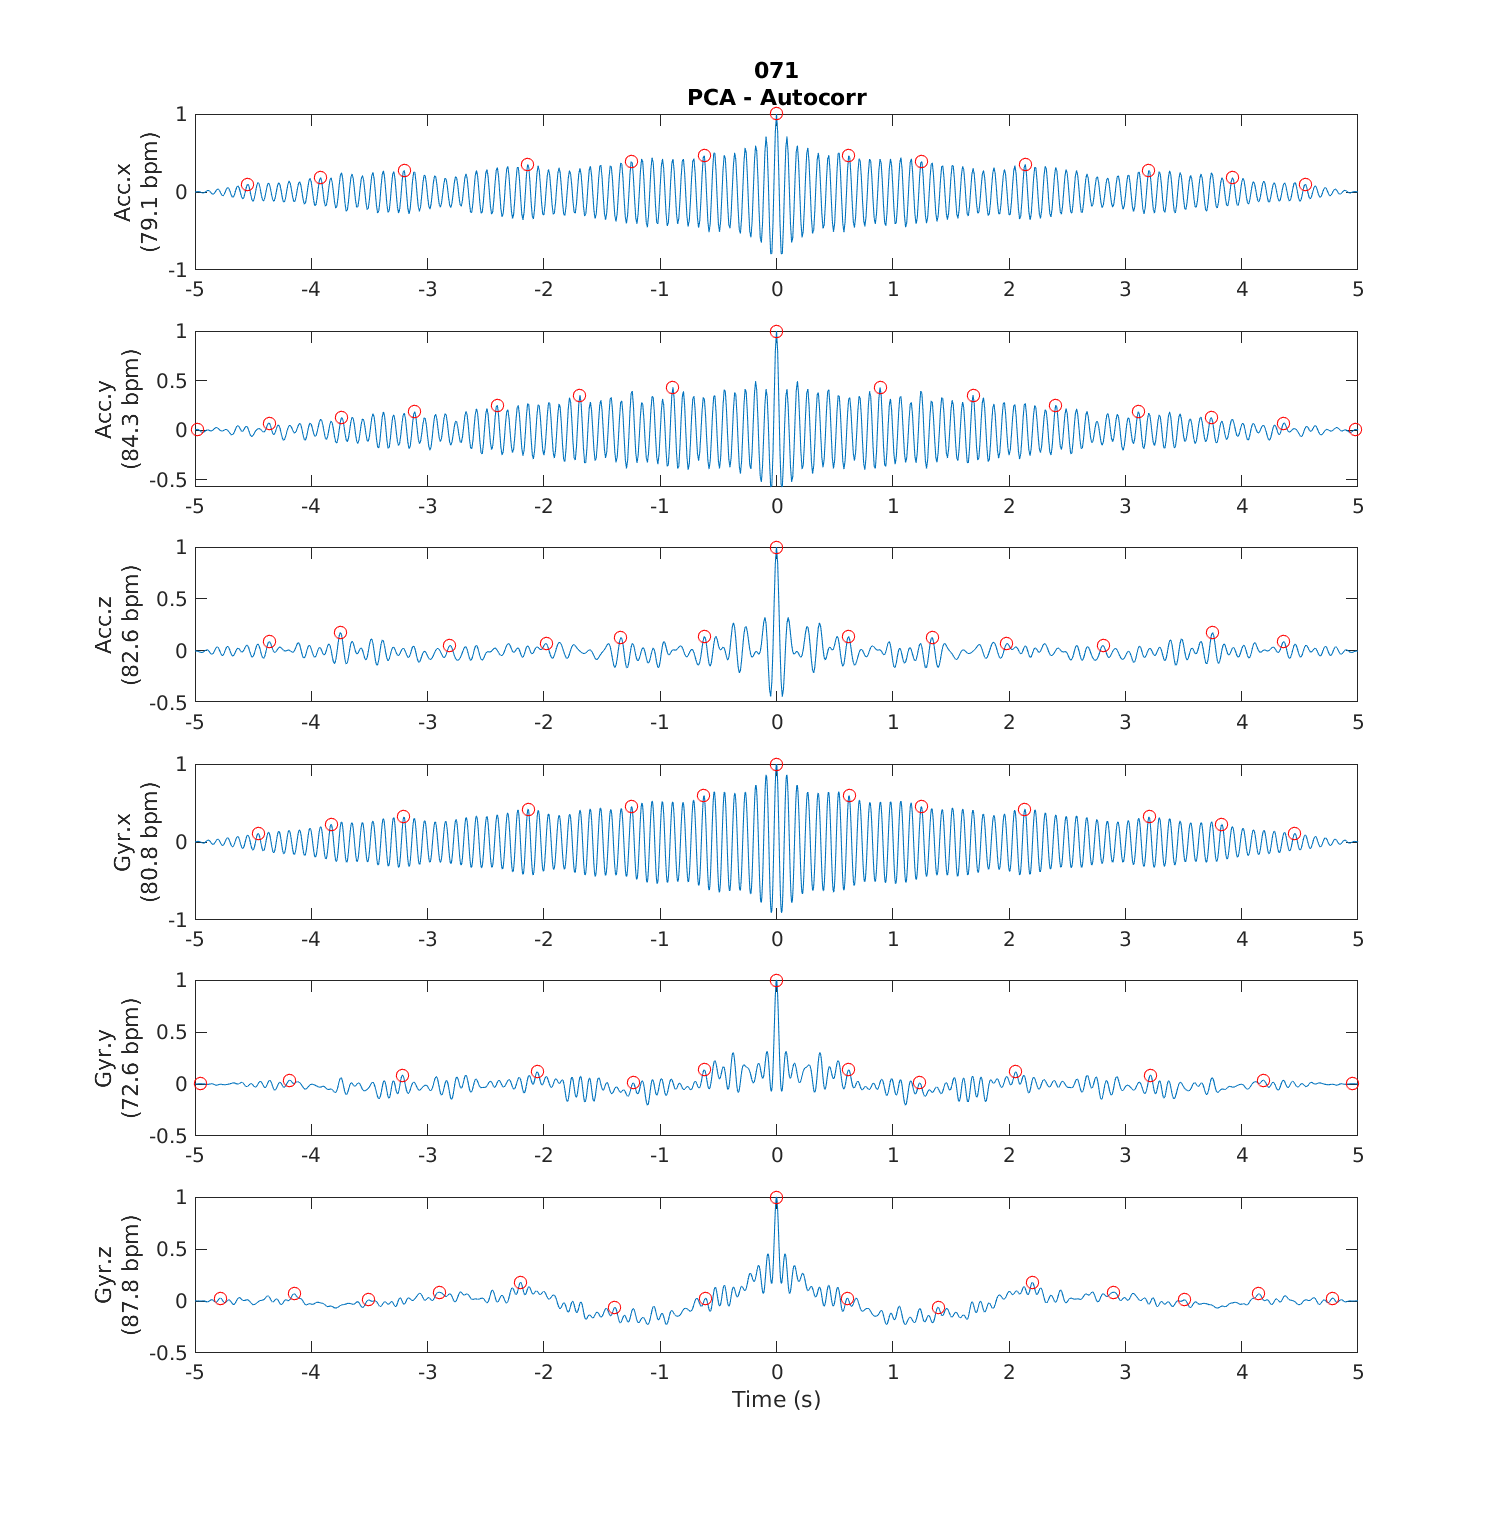 071
PCA - Autocorr
Acc.x
(79.1 bpm)
1
0
-1
-5 -4 -3 -2 -1 0 1 2 3 4 5
Acc.y
(84.3 bpm)
1
0.5
0
-0.5
-5 -4 -3 -2 -1 0 1 2 3 4 5
Acc.z
(82.6 bpm)
1
0.5
0
-0.5
-5 -4 -3 -2 -1 0 1 2 3 4 5
Gyr.x
(80.8 bpm)
1
0
-1
-5 -4 -3 -2 -1 0 1 2 3 4 5
Gyr.y
(72.6 bpm)
1
0.5
0
-0.5
-5 -4 -3 -2 -1 0 1 2 3 4 5
Gyr.z
(87.8 bpm)
1
0.5
0
-0.5
-5 -4 -3 -2 -1 0 1 2 3 4 5
Time (s)